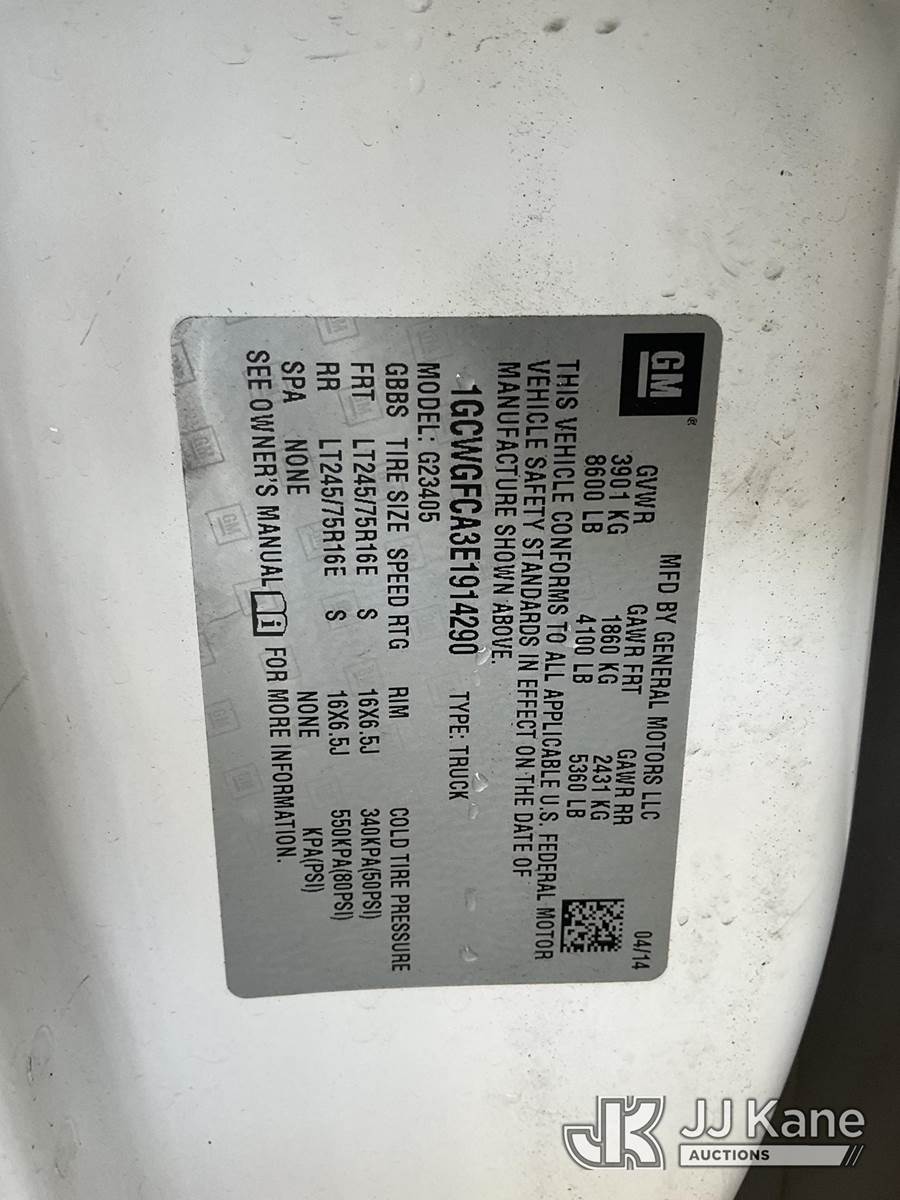 GM®
MFD BY GENERAL MOTORS LLC 04/14
GVWR GAWR FRT GAWR RR
3901 KG 1860 KG 2431 KG
8600 LB 4100 LB 5360 LB
THIS VEHICLE CONFORMS TO ALL APPLICABLE U.S. FEDERAL MOTOR
VEHICLE SAFETY STANDARDS IN EFFECT ON THE DATE OF
MANUFACTURE SHOWN ABOVE.
1GCWGFCA3E1914290 TYPE: TRUCK
MODEL: G23405
GBBS TIRE SIZE SPEED RTG RIM COLD TIRE PRESSURE
FRT LT245/75R16E S 16X6.5J 340KPA(50PSI)
RR LT245/75R16E S 16X6.5J 550KPA(80PSI)
SPA NONE NONE KPA(PSI)
SEE OWNER'S MANUAL i FOR MORE INFORMATION.
JK JJ Kane
AUCTIONS